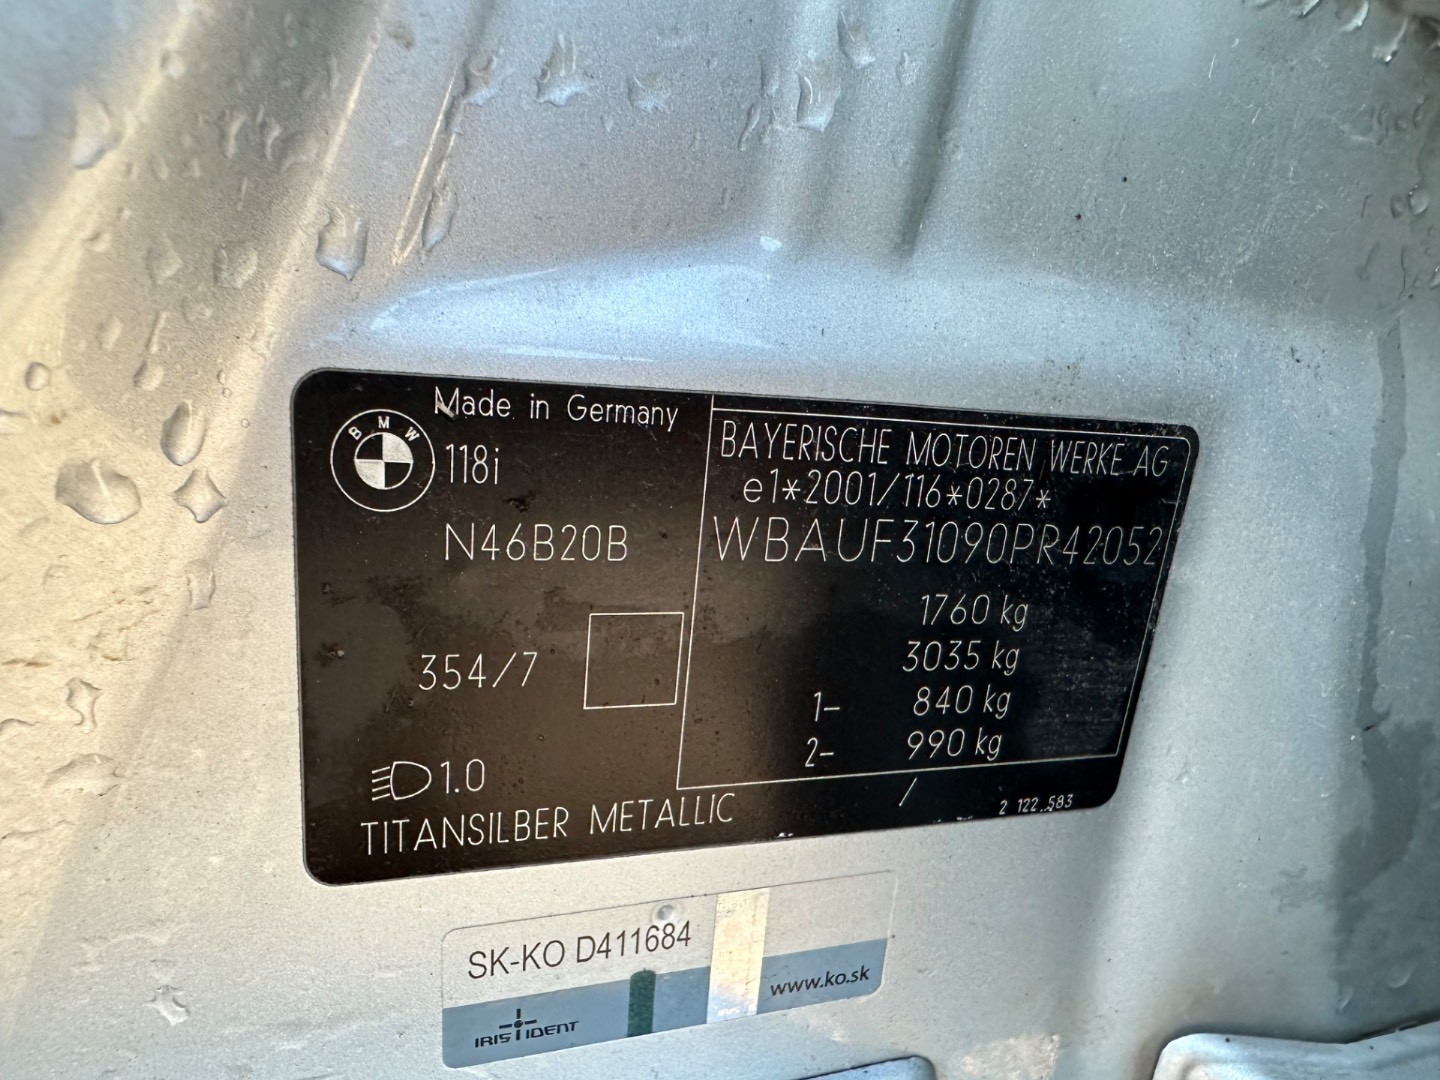 Made in Germany
BMW
118i
N46B20B
354/7
1.0
TITANSILBER METALLIC
BAYERISCHE MOTOREN WERKE AG
e1*2001/116*0287*
WBAUF31090PR42052
1760 kg
3035 kg
1- 840 kg
2- 990 kg
/
2 122.583
SK-KO D411684
IRIS IDENT
www.ko.sk